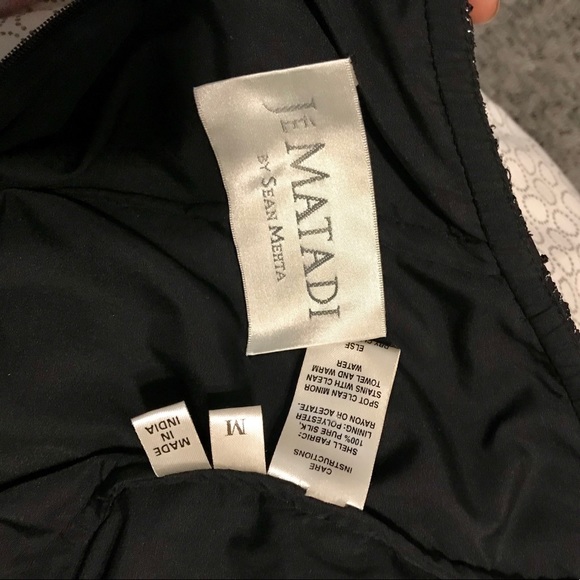 JE MATADI
BY SEAN MEHTA
MADE IN
INDIA
M
CARE
INSTRUCTIONS
SHELL FABRIC:
100% PURE SILK.
LINING: POLYESTER
RAYON OR ACETATE.
SPOT CLEAN MINOR
STAINS WITH CLEAN
TOWEL AND WARM
WATER
ELSE